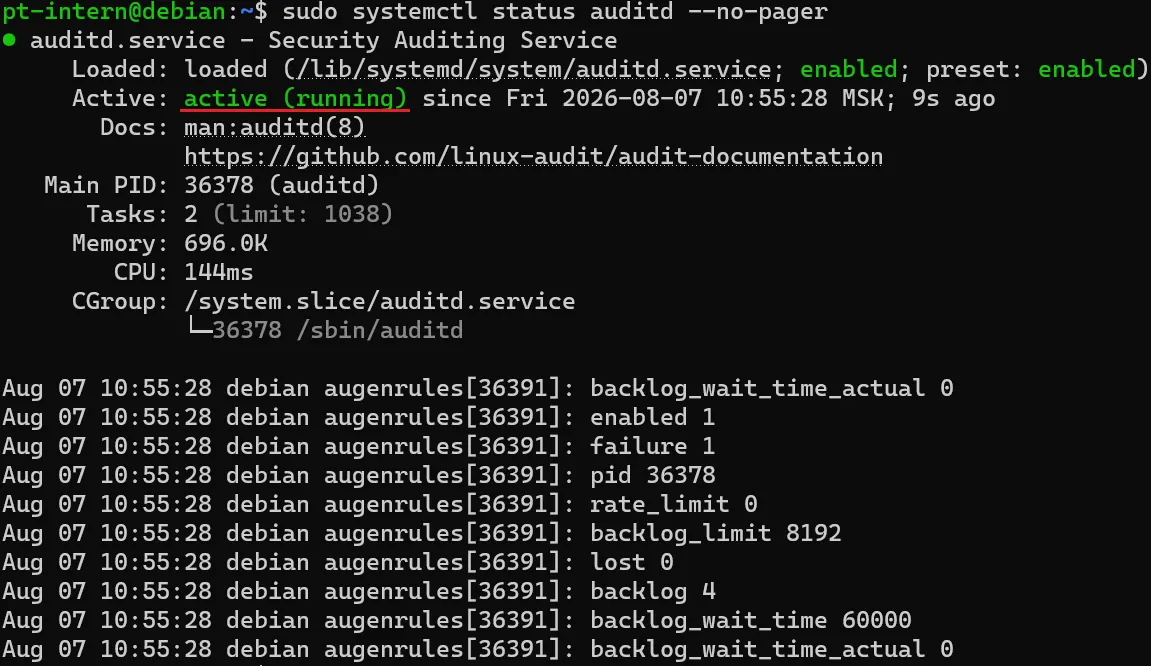 pt-intern@debian:~$ sudo systemctl status auditd --no-pager
● auditd.service - Security Auditing Service
Loaded: loaded (/lib/systemd/system/auditd.service; enabled; preset: enabled)
Active: active (running) since Fri 2026-08-07 10:55:28 MSK; 9s ago
Docs: man:auditd(8)
https://github.com/linux-audit/audit-documentation
Main PID: 36378 (auditd)
Tasks: 2 (limit: 1038)
Memory: 696.0K
CPU: 144ms
CGroup: /system.slice/auditd.service
└─36378 /sbin/auditd
Aug 07 10:55:28 debian augenrules[36391]: backlog_wait_time_actual 0
Aug 07 10:55:28 debian augenrules[36391]: enabled 1
Aug 07 10:55:28 debian augenrules[36391]: failure 1
Aug 07 10:55:28 debian augenrules[36391]: pid 36378
Aug 07 10:55:28 debian augenrules[36391]: rate_limit 0
Aug 07 10:55:28 debian augenrules[36391]: backlog_limit 8192
Aug 07 10:55:28 debian augenrules[36391]: lost 0
Aug 07 10:55:28 debian augenrules[36391]: backlog 4
Aug 07 10:55:28 debian augenrules[36391]: backlog_wait_time 60000
Aug 07 10:55:28 debian augenrules[36391]: backlog_wait_time_actual 0